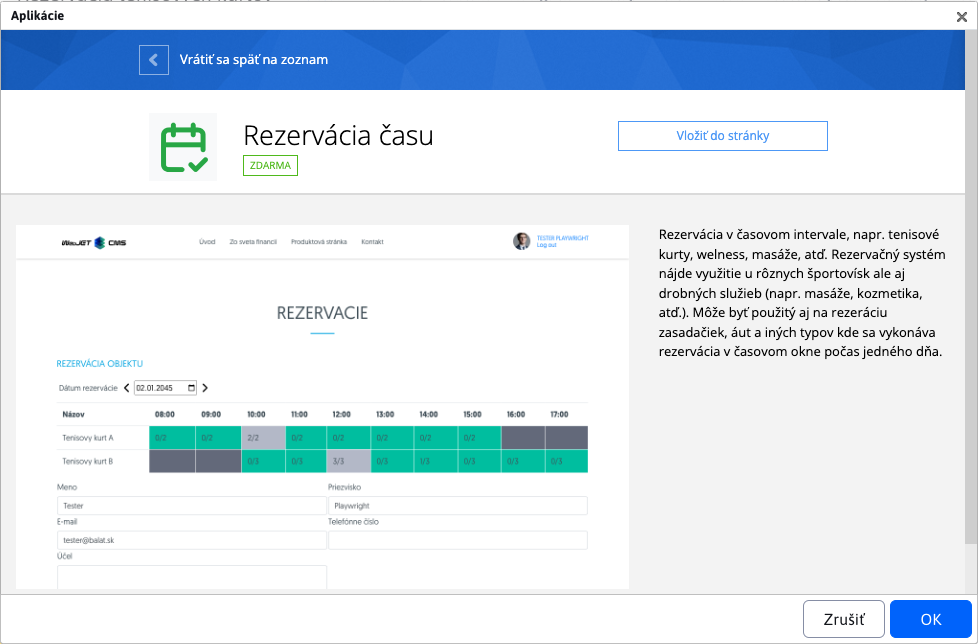 Aplikácie
Vrátiť sa späť na zoznam
Rezervácia času
ZDARMA
Vložiť do stránky
WebJET CMS
Úvod Zo sveta financií Produktová stránka Kontakt
TESTER PLAYWRIGHT
Log out
REZERVACIE
REZERVÁCIA OBJEKTU
Dátum rezervácie 02.01.2045
Názov 08:00 09:00 10:00 11:00 12:00 13:00 14:00 15:00 16:00 17:00
Tenisovy kurt A 0/2 0/2 2/2 0/2 0/2 0/2 0/2 0/2
Tenisovy kurt B 0/3 0/3 3/3 0/3 1/3 0/3 0/3 0/3
Meno Priezvisko
Tester Playwright
E-mail Telefónne číslo
tester@balat.sk
Účel
Rezervácia v časovom intervale, napr. tenisové
kurty, welness, masáže, atď. Rezervačný systém
nájde využitie u rôznych športovísk ale aj
drobných služieb (napr. masáže, kozmetika,
atď.). Môže byť použitý aj na rezeráciu
zasadačiek, áut a iných typov kde sa vykonáva
rezervácia v časovom okne počas jedného dňa.
Zrušiť OK